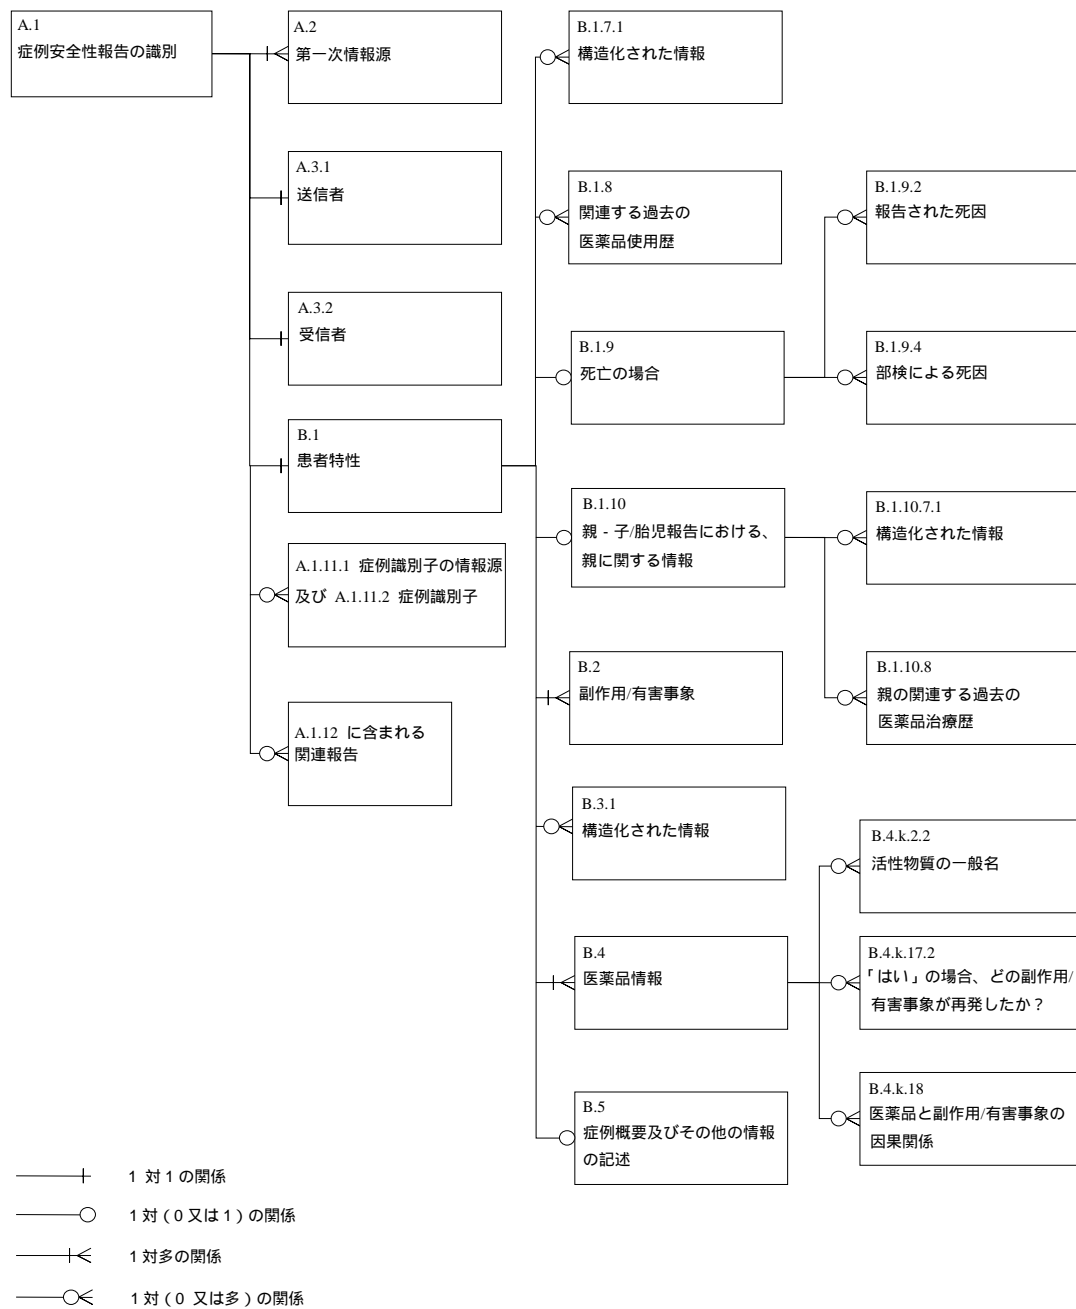 A.1
症例安全性報告の識別
A.2
第一次情報源
A.3.1
送信者
A.3.2
受信者
B.1
患者特性
A.1.11.1 症例識別子の情報源
及び A.1.11.2 症例識別子
A.1.12 に含まれる
関連報告
B.1.7.1
構造化された情報
B.1.8
関連する過去の
医薬品使用歴
B.1.9
死亡の場合
B.1.10
親 - 子/胎児報告における、
親に関する情報
B.2
副作用/有害事象
B.3.1
構造化された情報
B.4
医薬品情報
B.5
症例概要及びその他の情報
の記述
B.1.9.2
報告された死因
B.1.9.4
部検による死因
B.1.10.7.1
構造化された情報
B.1.10.8
親の関連する過去の
医薬品治療歴
B.4.k.2.2
活性物質の一般名
B.4.k.17.2
「はい」の場合、どの副作用/
有害事象が再発したか？
B.4.k.18
医薬品と副作用/有害事象の
因果関係
1 対 1 の関係
1 対 ( 0 又は 1 ) の関係
1 対多の関係
1 対 ( 0 又は多 ) の関係